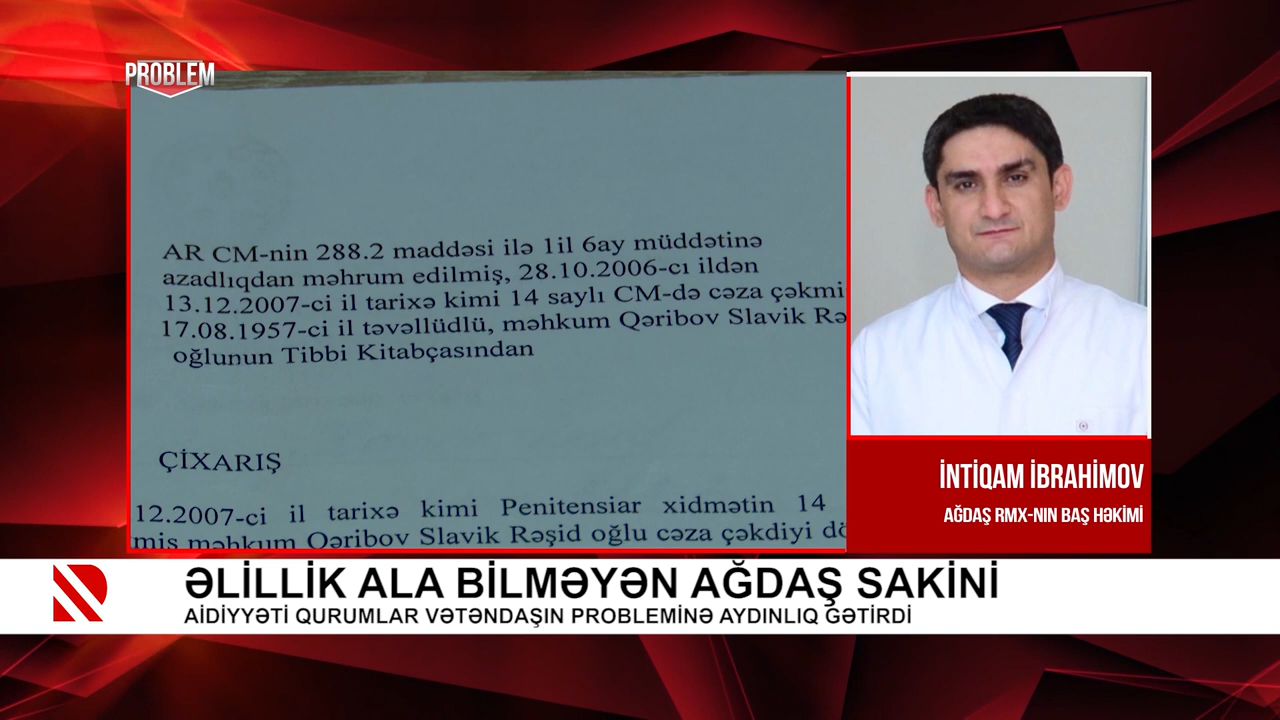 PROBLEM
AR CM-nin 288.2 maddəsi ilə 1il 6ay müddətinə
azadlıqdan məhrum edilmiş, 28.10.2006-cı ildən
13.12.2007-ci il tarixə kimi 14 saylı CM-də cəza çəkmi
17.08.1957-ci il təvəllüdlü, məhkum Qəribov Slavik Rə
oğlunun Tibbi Kitabçasından
ÇİXARIŞ
12.2007-ci il tarixə kimi Penitensiar xidmətin 14
miş məhkum Qəribov Slavik Rəşid oğlu cəza çəkdiyi dö
İNTİQAM İBRAHİMOV
AĞDAŞ RMX-NIN BAŞ HƏKİMİ
ƏLİLLİK ALA BİLMƏYƏN AĞDAŞ SAKİNİ
AİDİYYƏTİ QURUMLAR VƏTƏNDAŞIN PROBLEMİNƏ AYDINLIQ GƏTİRDİ